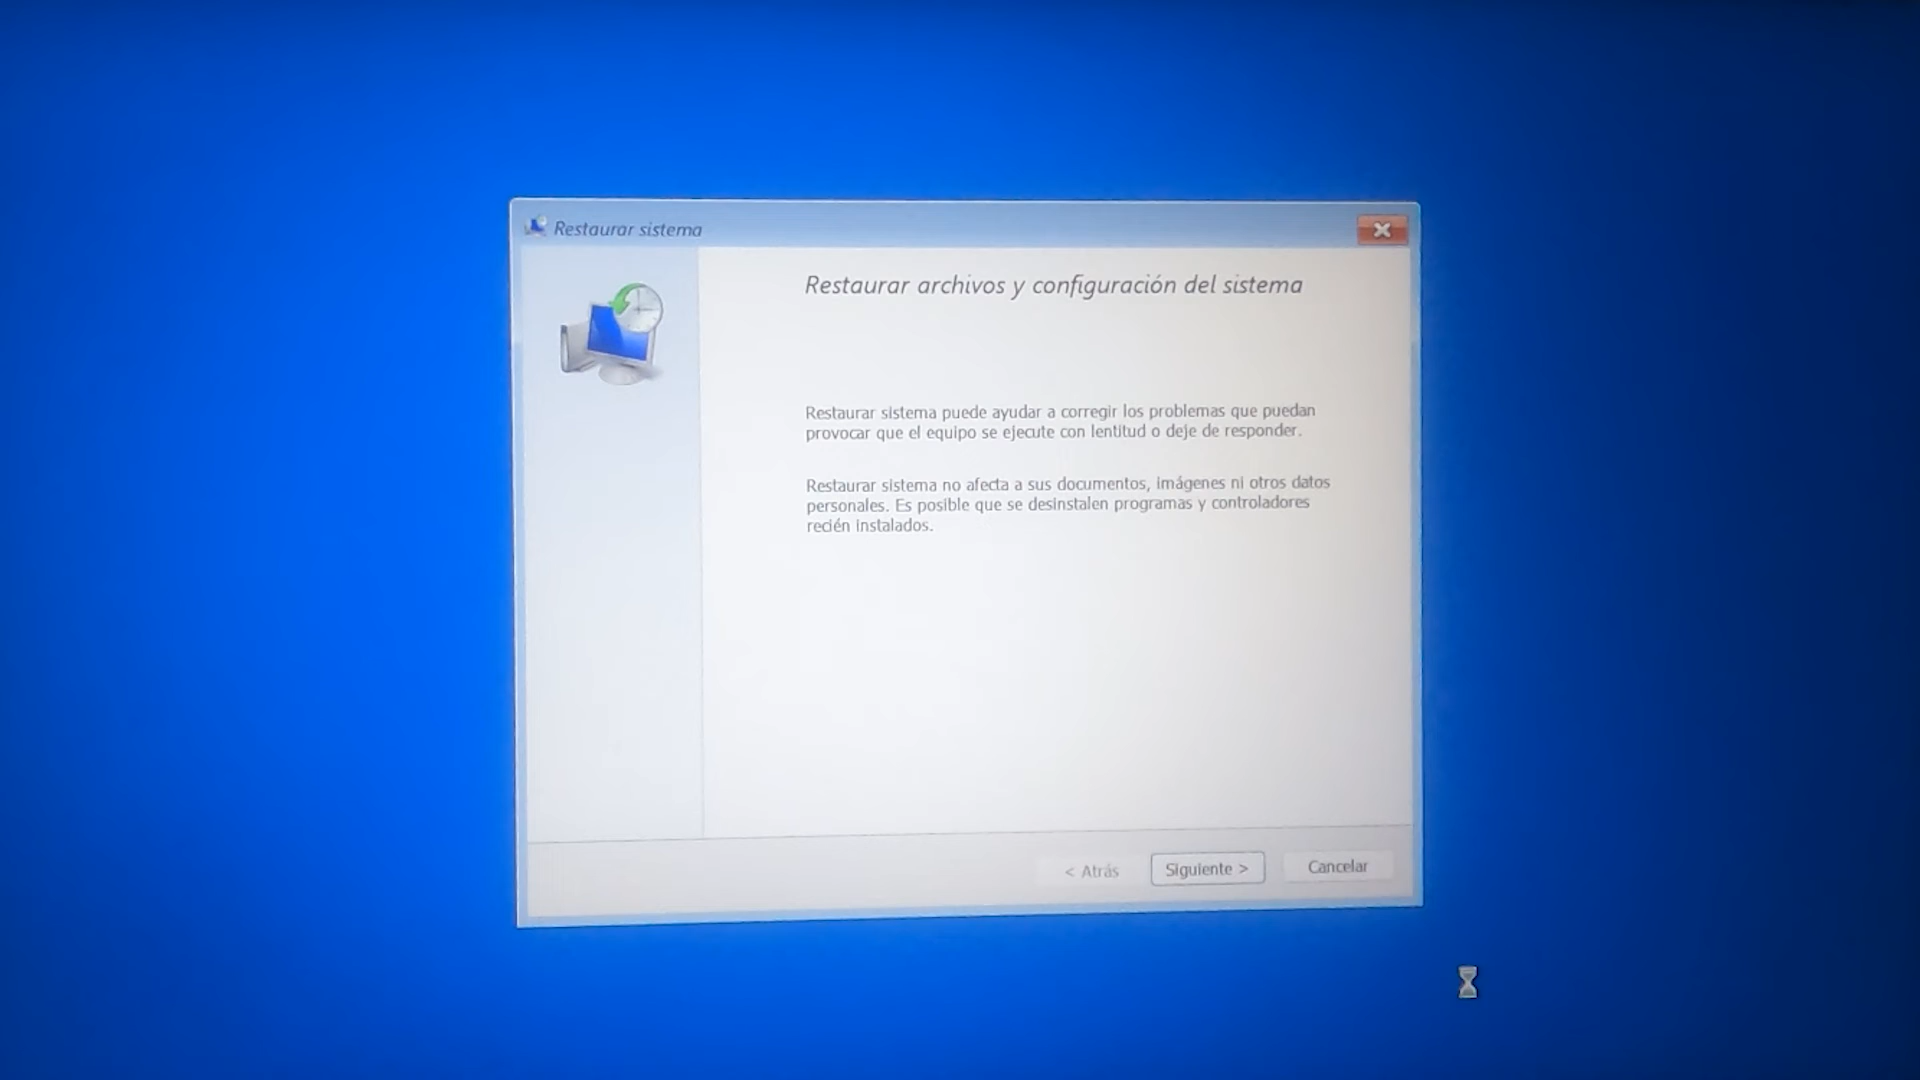 Restaurar sistema
Restaurar archivos y configuración del sistema
Restaurar sistema puede ayudar a corregir los problemas que puedan
provocar que el equipo se ejecute con lentitud o deje de responder.
Restaurar sistema no afecta a sus documentos, imágenes ni otros datos
personales. Es posible que se desinstalen programas y controladores
recién instalados.
< Atrás
Siguiente >
Cancelar